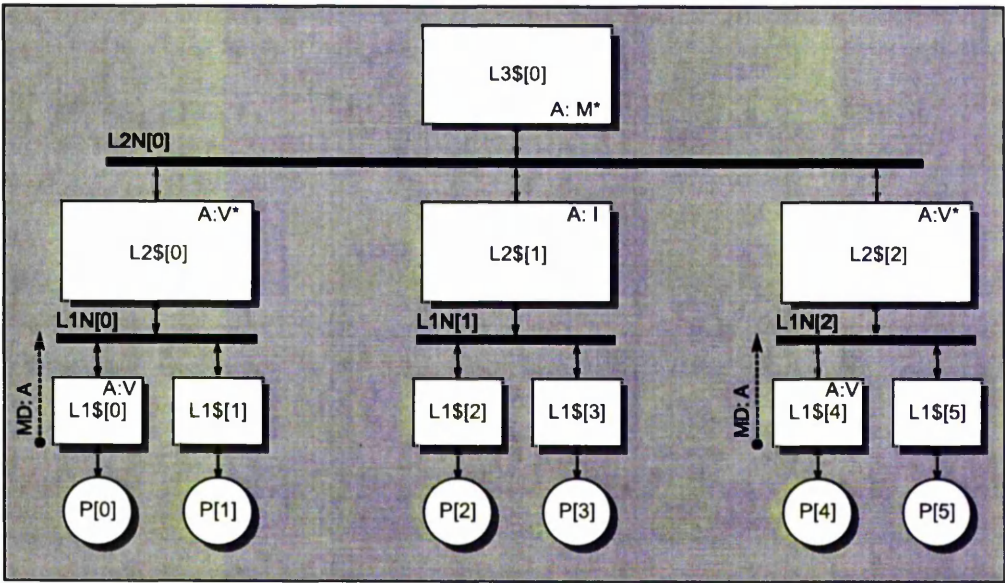 L3$[0]
A: M*
L2N[0]
A:V*
L2$[0]
A: I
L2$[1]
A:V*
L2$[2]
L1N[0]
L1N[1]
L1N[2]
MD: A
A:V
L1$[0]
L1$[1]
L1$[2]
L1$[3]
MD: A
A:V
L1$[4]
L1$[5]
P[0]
P[1]
P[2]
P[3]
P[4]
P[5]